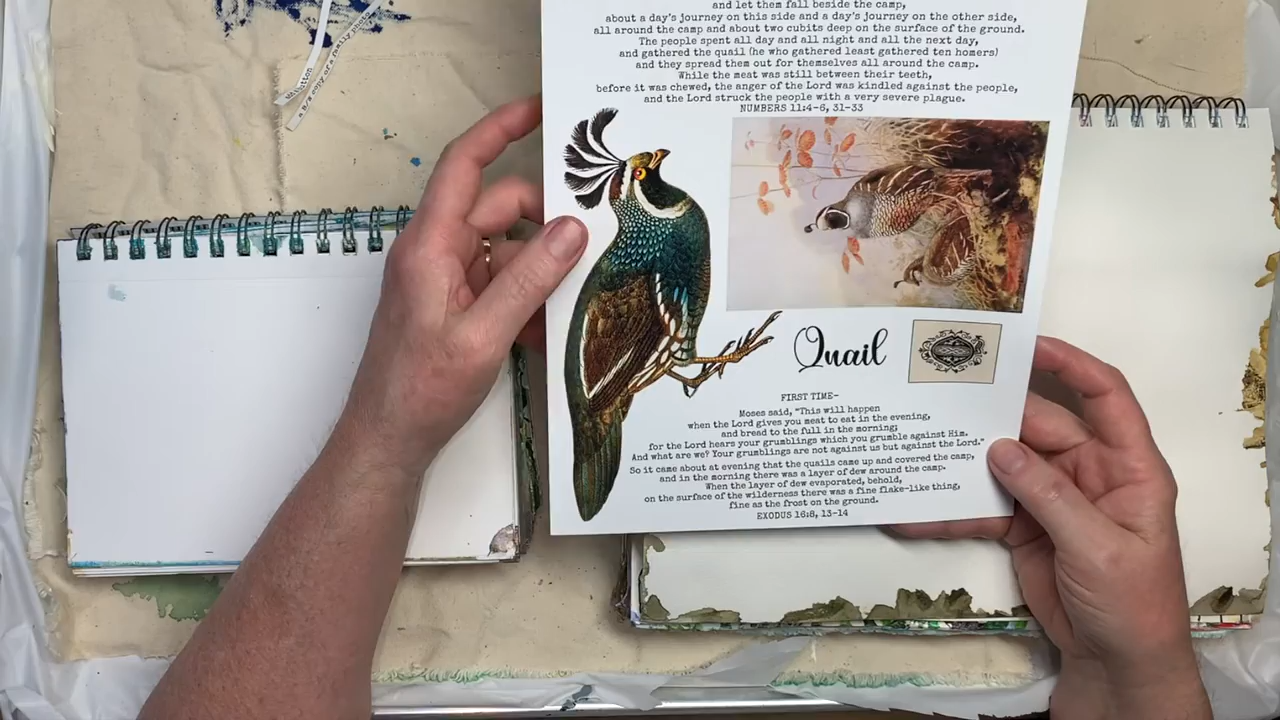 and let them fall beside the camp,
about a day's journey on this side and a day's journey on the other side,
all around the camp and about two cubits deep on the surface of the ground.
The people spent all day and all night and all the next day,
and gathered the quail (he who gathered least gathered ten homers)
and they spread them out for themselves all around the camp.
While the meat was still between their teeth,
before it was chewed, the anger of the Lord was kindled against the people,
and the Lord struck the people with a very severe plague.
NUMBERS 11:4-6, 31-33
Quail
FIRST TIME-
Moses said, "This will happen
when the Lord gives you meat to eat in the evening,
and bread to the full in the morning;
for the Lord hears your grumblings which you grumble against Him.
And what are we? Your grumblings are not against us but against the Lord."
So it came about at evening that the quails came up and covered the camp,
and in the morning there was a layer of dew around the camp.
When the layer of dew evaporated, behold,
on the surface of the wilderness there was a fine flake-like thing,
fine as the frost on the ground.
EXODUS 16:8, 13-14
a button
a b/w copy of a family photo